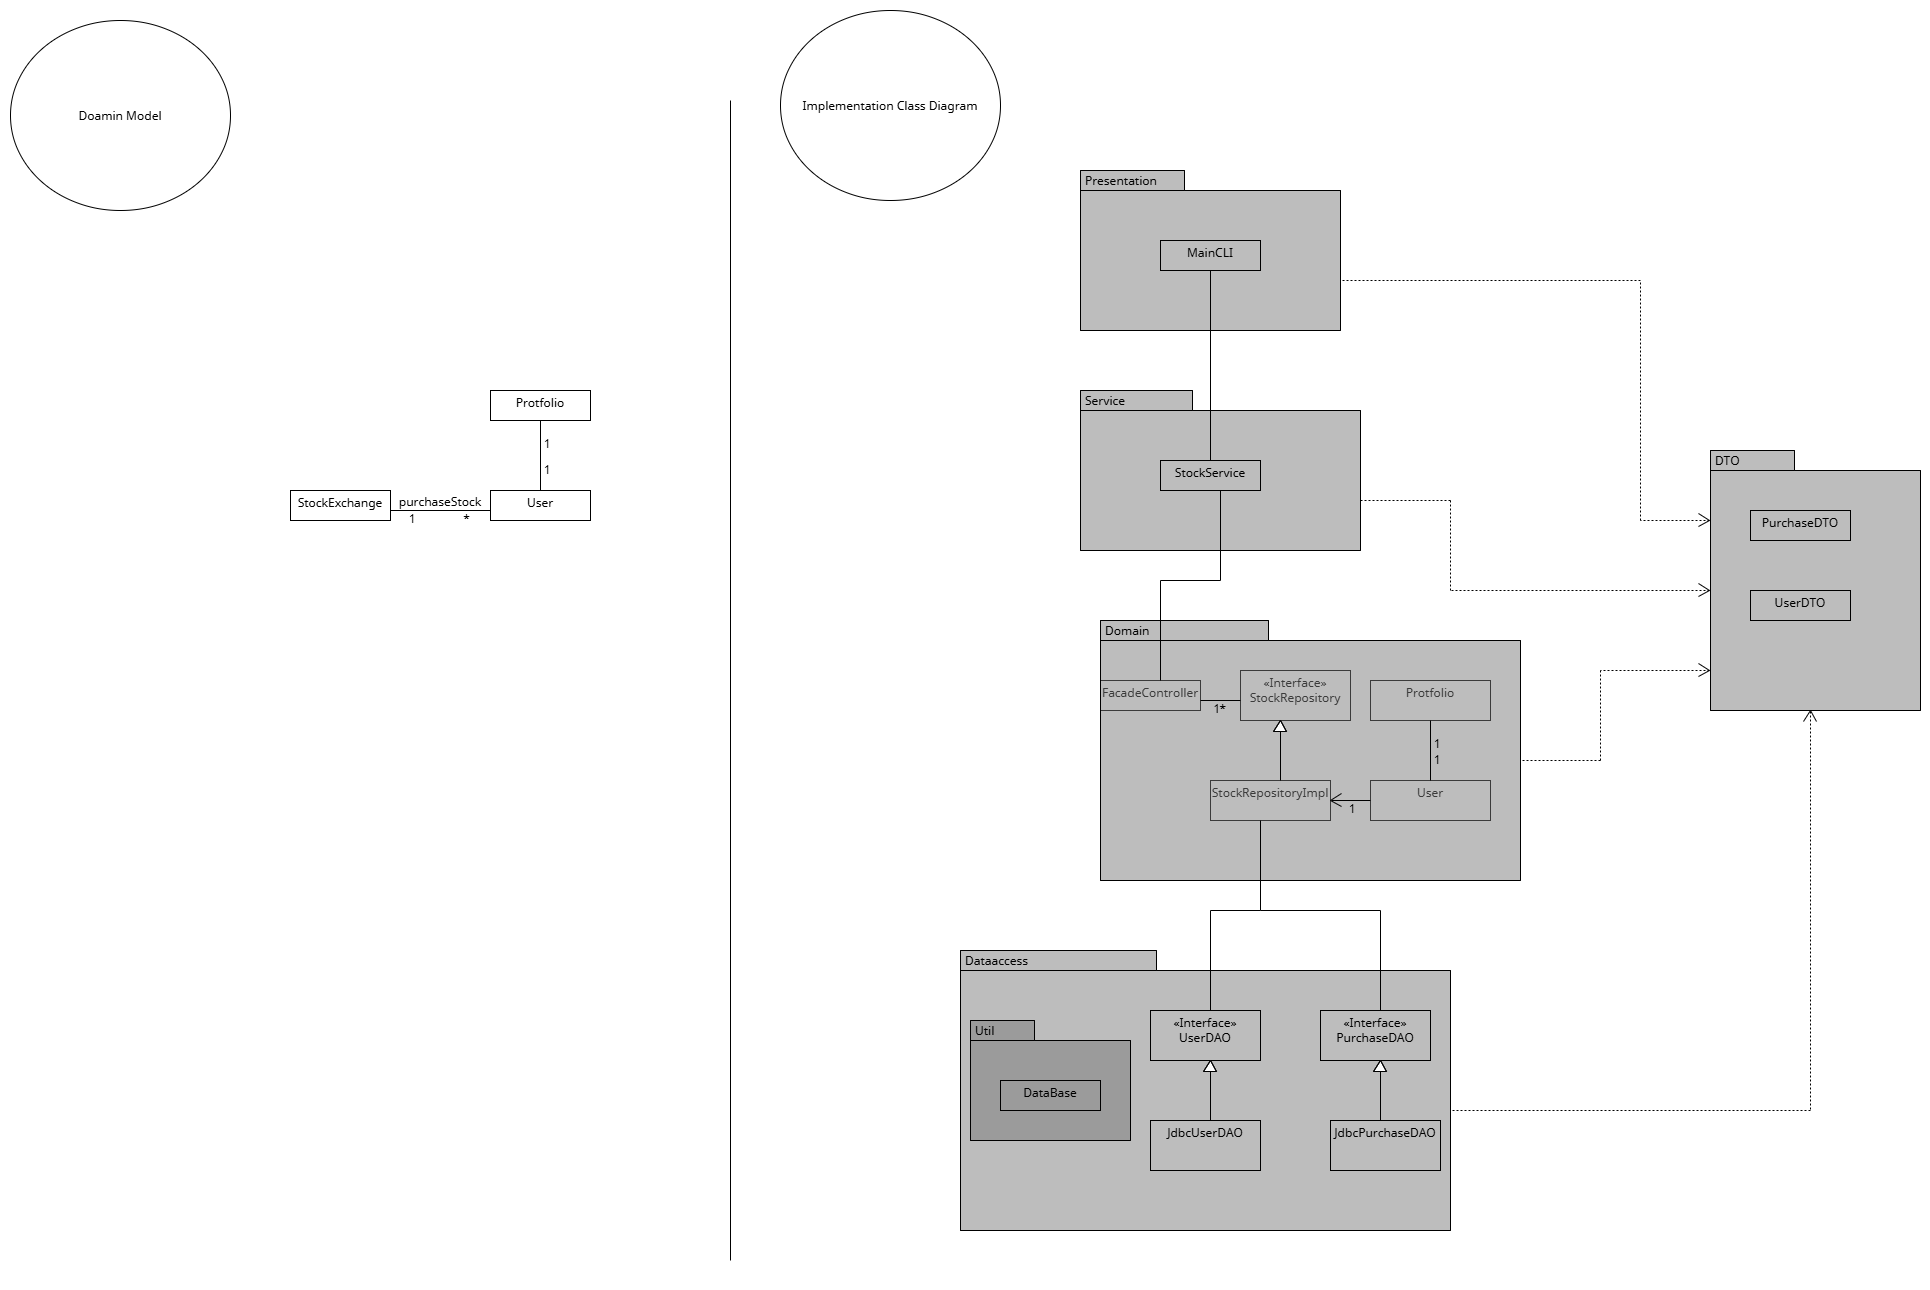 Doamin Model
Implementation Class Diagram
Protfolio
1
1
StockExchange
purchaseStock
1
*
User
Presentation
MainCLI
Service
StockService
DTO
PurchaseDTO
UserDTO
Domain
FacadeController
1*
«Interface»
StockRepository
Protfolio
1
1
StockRepositoryImpl
1
User
Dataaccess
Util
DataBase
«Interface»
UserDAO
«Interface»
PurchaseDAO
JdbcUserDAO
JdbcPurchaseDAO